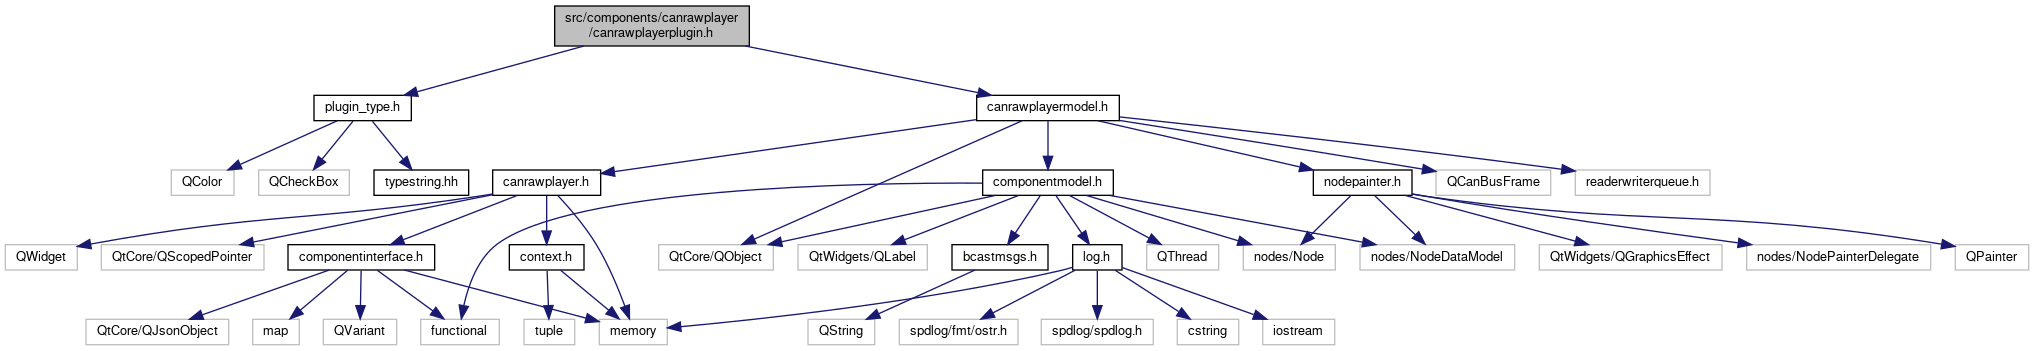 src/components/canrawplayer
/canrawplayerplugin.h
plugin_type.h
canrawplayermodel.h
QColor
QCheckBox
typestring.hh
canrawplayer.h
componentmodel.h
nodepainter.h
QCanBusFrame
readerwriterqueue.h
QWidget
QtCore/QScopedPointer
componentinterface.h
context.h
QtCore/QObject
QtWidgets/QLabel
bcastmsgs.h
log.h
QThread
nodes/Node
nodes/NodeDataModel
QtWidgets/QGraphicsEffect
nodes/NodePainterDelegate
QPainter
QtCore/QJsonObject
map
QVariant
functional
tuple
memory
QString
spdlog/fmt/ostr.h
spdlog/spdlog.h
cstring
iostream